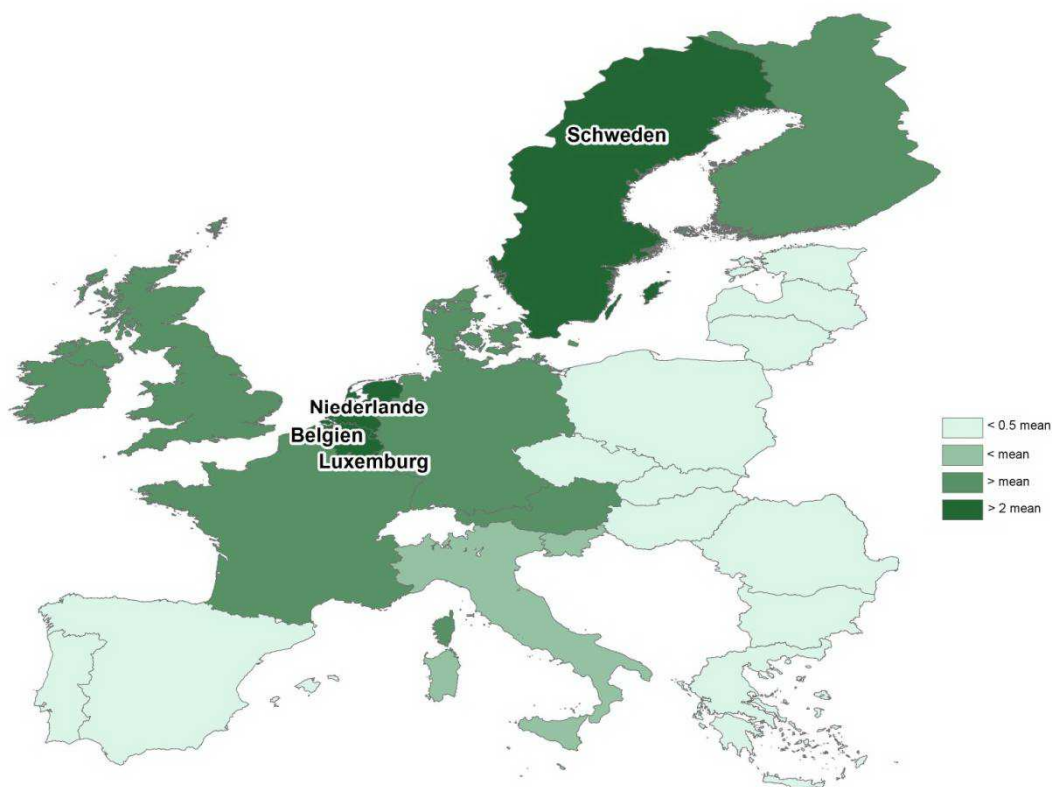 Schweden
Niederlande
Belgien
Luxemburg
< 0.5 mean
< mean
> mean
> 2 mean